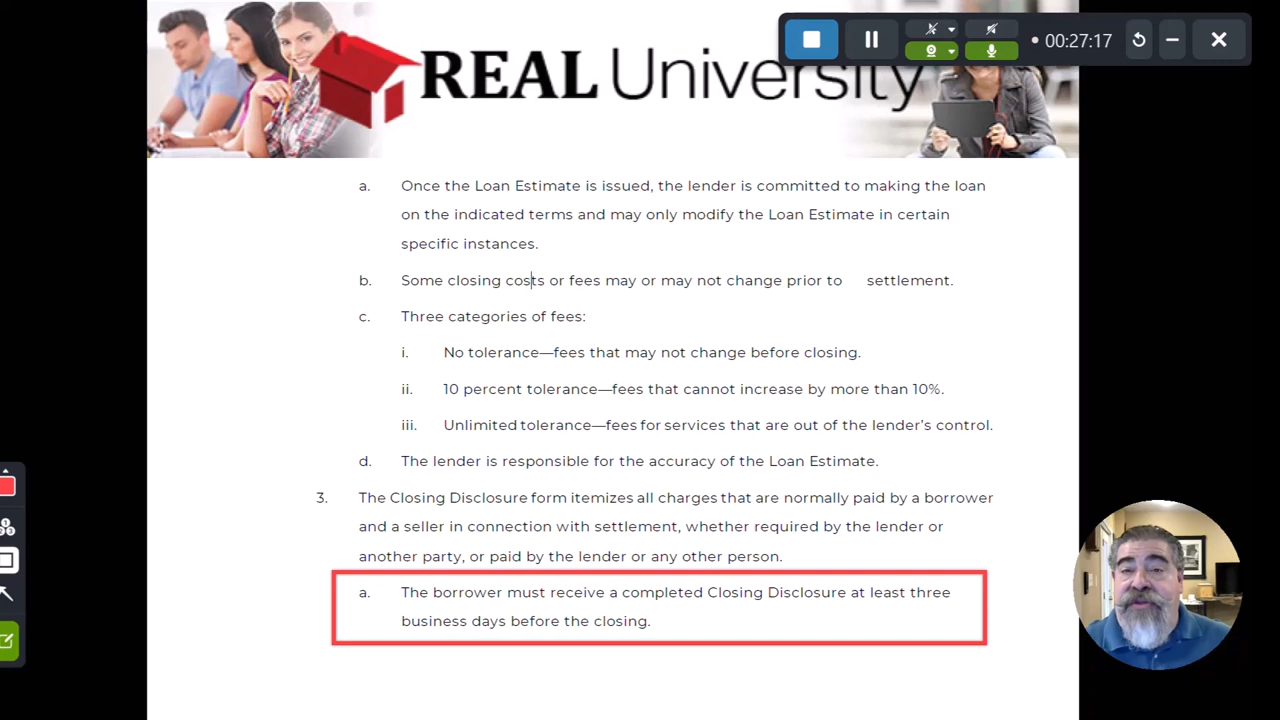 REAL University
00:27:17
a. Once the Loan Estimate is issued, the lender is committed to making the loan
on the indicated terms and may only modify the Loan Estimate in certain
specific instances.
b. Some closing costs or fees may or may not change prior to settlement.
c. Three categories of fees:
i. No tolerance—fees that may not change before closing.
ii. 10 percent tolerance—fees that cannot increase by more than 10%.
iii. Unlimited tolerance—fees for services that are out of the lender’s control.
d. The lender is responsible for the accuracy of the Loan Estimate.
3. The Closing Disclosure form itemizes all charges that are normally paid by a borrower
and a seller in connection with settlement, whether required by the lender or
another party, or paid by the lender or any other person.
a. The borrower must receive a completed Closing Disclosure at least three
business days before the closing.